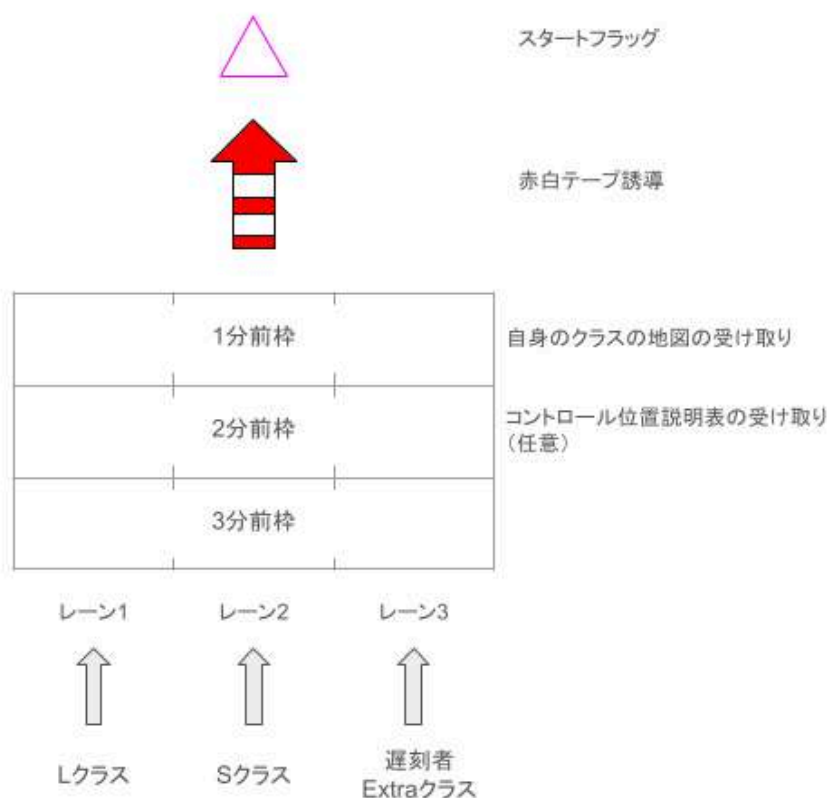 スタートフラッグ
赤白テープ誘導
1分前枠
自身のクラスの地図の受け取り
2分前枠
コントロール位置説明表の受け取り
（任意）
3分前枠
レーン1
レーン2
レーン3
Lクラス
Sクラス
遅刻者
Extraクラス